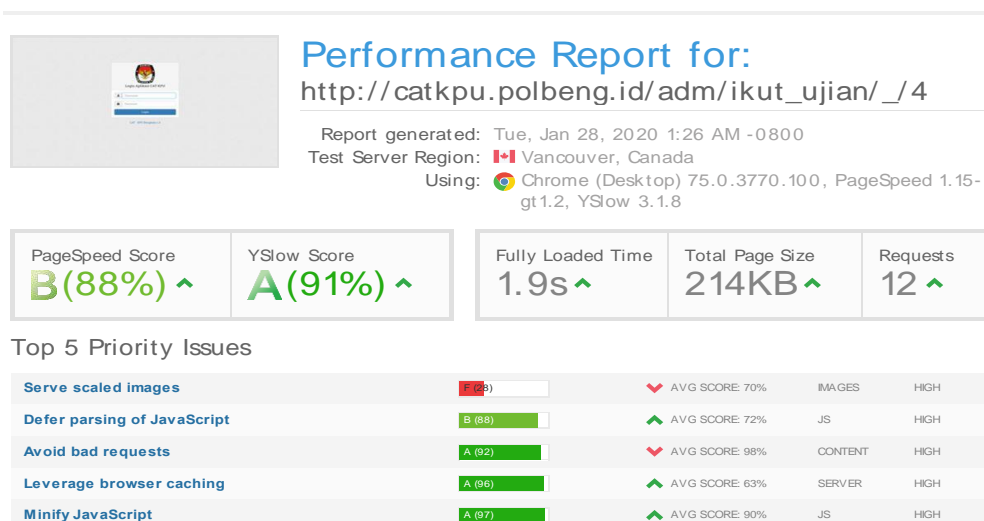 Performance Report for:
http://catkpu.polbeng.id/adm/ikut_ujian/_/4
Report generated: Tue, Jan 28, 2020 1:26 AM -0800
Test Server Region: Vancouver, Canada
Using: Chrome (Desktop) 75.0.3770.100, PageSpeed 1.15-
gt1.2, YSlow 3.1.8
PageSpeed Score
B(88%)
YSlow Score
A(91%)
Fully Loaded Time
1.9s
Total Page Size
214KB
Requests
12
Top 5 Priority Issues
Serve scaled images F (28) AVG SCORE: 70% IMAGES HIGH
Defer parsing of JavaScript B (88) AVG SCORE: 72% JS HIGH
Avoid bad requests A (92) AVG SCORE: 98% CONTENT HIGH
Leverage browser caching A (96) AVG SCORE: 63% SERVER HIGH
Minify JavaScript A (97) AVG SCORE: 90% JS HIGH